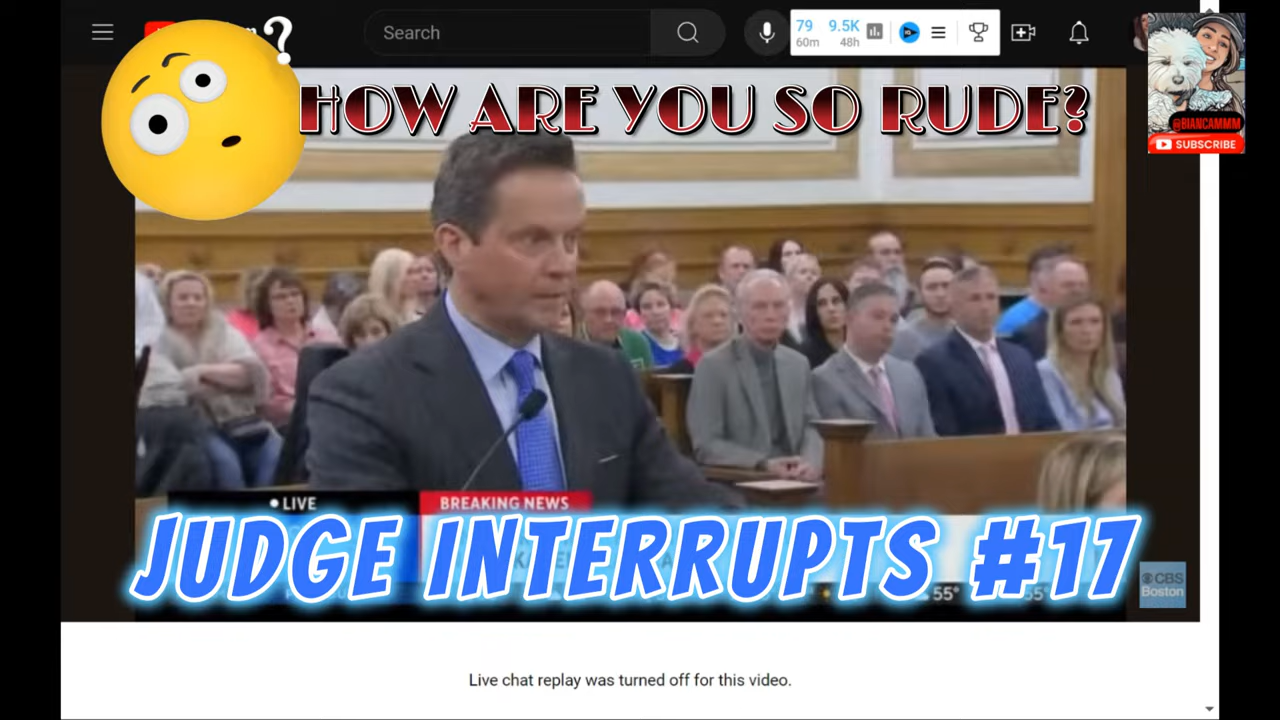 Search
79 9.5K
60m 48h
?
HOW ARE YOU SO RUDE?
@BIANCAMMM
SUBSCRIBE
LIVE
BREAKING NEWS
JUDGE INTERRUPTS #17
55°
55°
CBS
Boston
Live chat replay was turned off for this video.